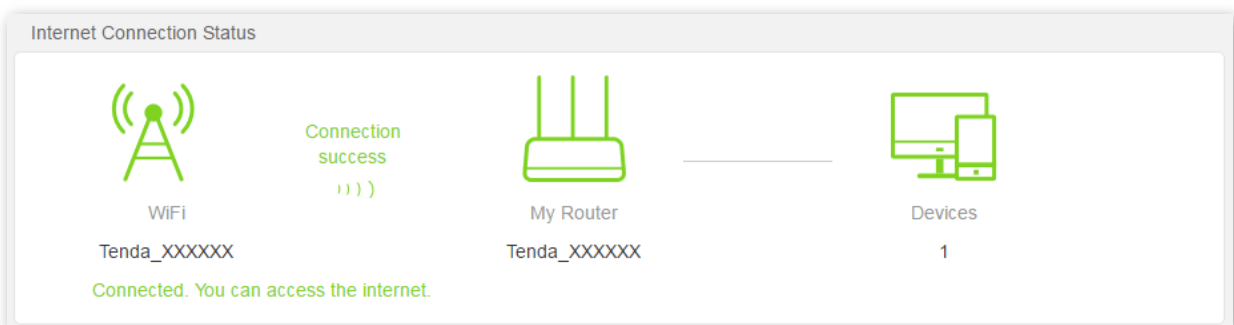 Internet Connection Status
Connection
success
WiFi
My Router
Devices
Tenda_XXXXXX
Tenda_XXXXXX
1
Connected. You can access the internet.